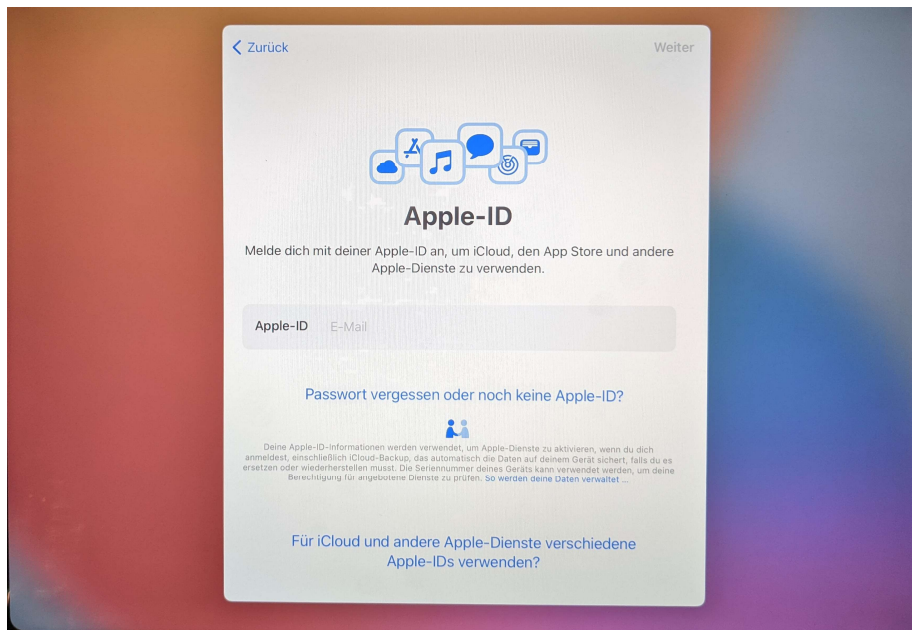 Zurück
Weiter
Apple-ID
Melde dich mit deiner Apple-ID an, um iCloud, den App Store und andere
Apple-Dienste zu verwenden.
Apple-ID E-Mail
Passwort vergessen oder noch keine Apple-ID?
Deine Apple-ID-Informationen werden verwendet, um Apple-Dienste zu aktivieren, wenn du dich
anmeldest, einschließlich iCloud-Backup, das automatisch die Daten auf deinem Gerät sichert, falls du es
ersetzen oder wiederherstellen musst. Die Seriennummer deines Geräts kann verwendet werden, um deine
Berechtigung für angebotene Dienste zu prüfen. So werden deine Daten verwaltet ...
Für iCloud und andere Apple-Dienste verschiedene
Apple-IDs verwenden?